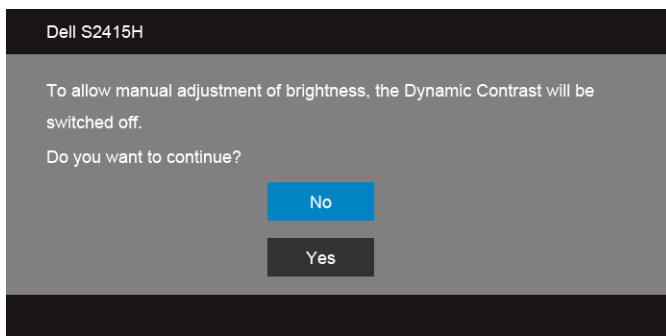 Dell S2415H
To allow manual adjustment of brightness, the Dynamic Contrast will be
switched off.
Do you want to continue?
No
Yes